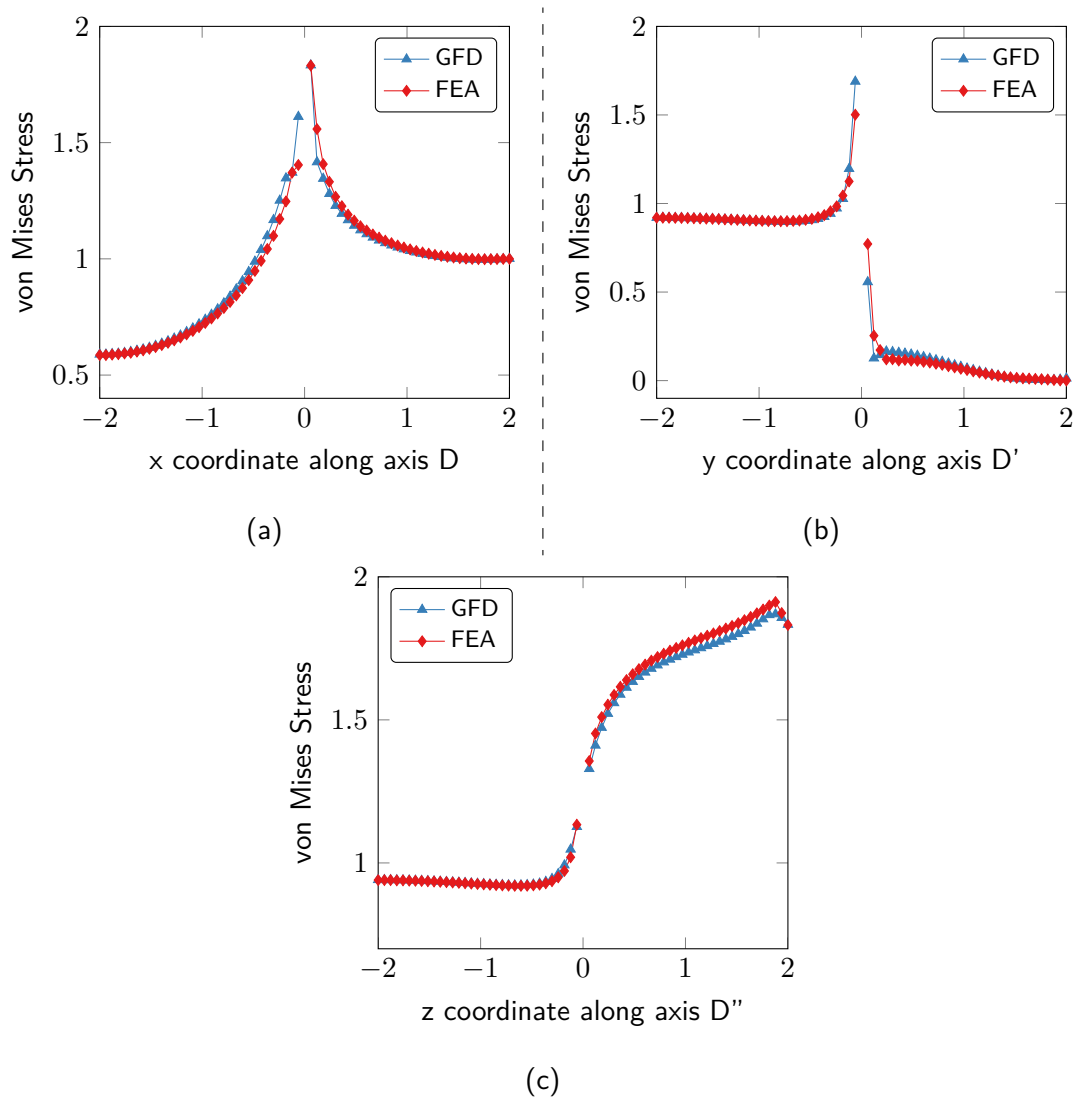 2
1.5
1
0.5
−2
−1
0
1
2
GFD
FEA
von Mises Stress
x coordinate along axis D
(a)
2
1.5
1
0.5
0
−2
−1
0
1
2
GFD
FEA
von Mises Stress
y coordinate along axis D'
(b)
2
1.5
1
−2
−1
0
1
2
GFD
FEA
von Mises Stress
z coordinate along axis D"
(c)